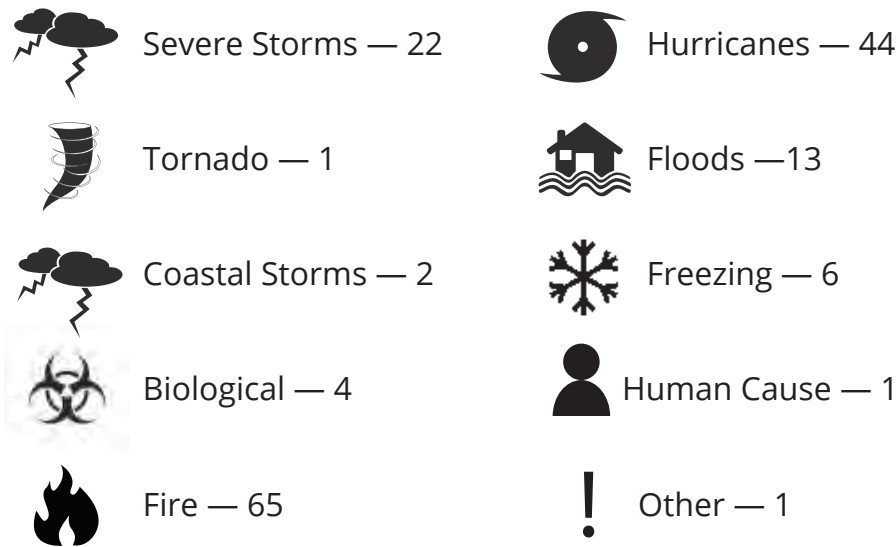 Severe Storms — 22
Hurricanes — 44
Tornado — 1
Floods —13
Coastal Storms — 2
Freezing — 6
Biological — 4
Human Cause — 1
Fire — 65
Other — 1